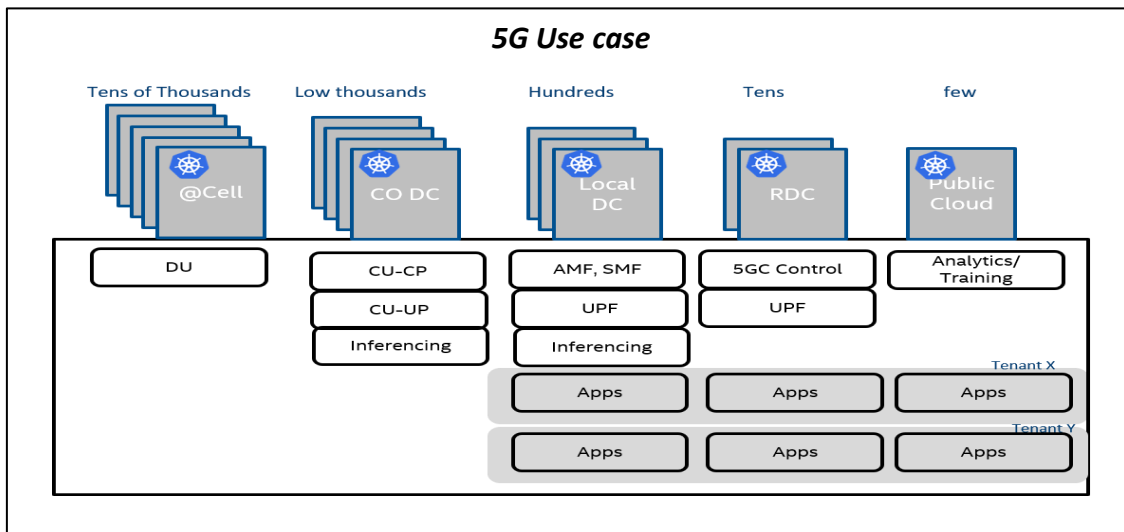 5G Use case
Tens of Thousands
Low thousands
Hundreds
Tens
few
@Cell
CO DC
Local
DC
RDC
Public
Cloud
DU
CU-CP
AMF, SMF
5GC Control
Analytics/
Training
CU-UP
UPF
UPF
Inferencing
Inferencing
Tenant X
Apps
Apps
Apps
Tenant Y
Apps
Apps
Apps